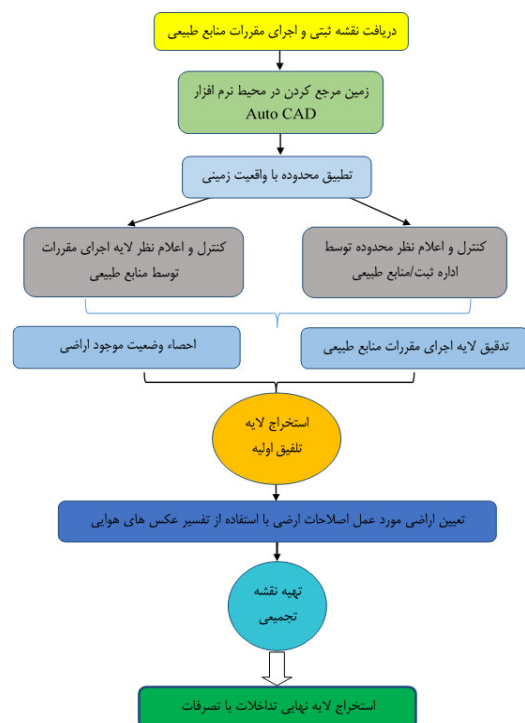 دریافت نقشه ثبتی و اجرای مقررات منابع طبیعی
زمین مرجع کردن در محیط نرم افزار
Auto CAD
تطبیق محدوده با واقعیت زمینی
کنترل و اعلام نظر محدوده توسط
اداره ثبت/منابع طبیعی
کنترل و اعلام نظر لایه اجرای مقررات
توسط منابع طبیعی
تدقیق لایه اجرای مقررات منابع طبیعی
احصاء وضعیت موجود اراضی
استخراج لایه
تلفیق اولیه
تعیین اراضی مورد عمل اصلاحات ارضی با استفاده از تفسیر عکس های هوایی
تهیه نقشه
تجمیعی
استخراج لایه نهایی تداخلات یا تصرفات